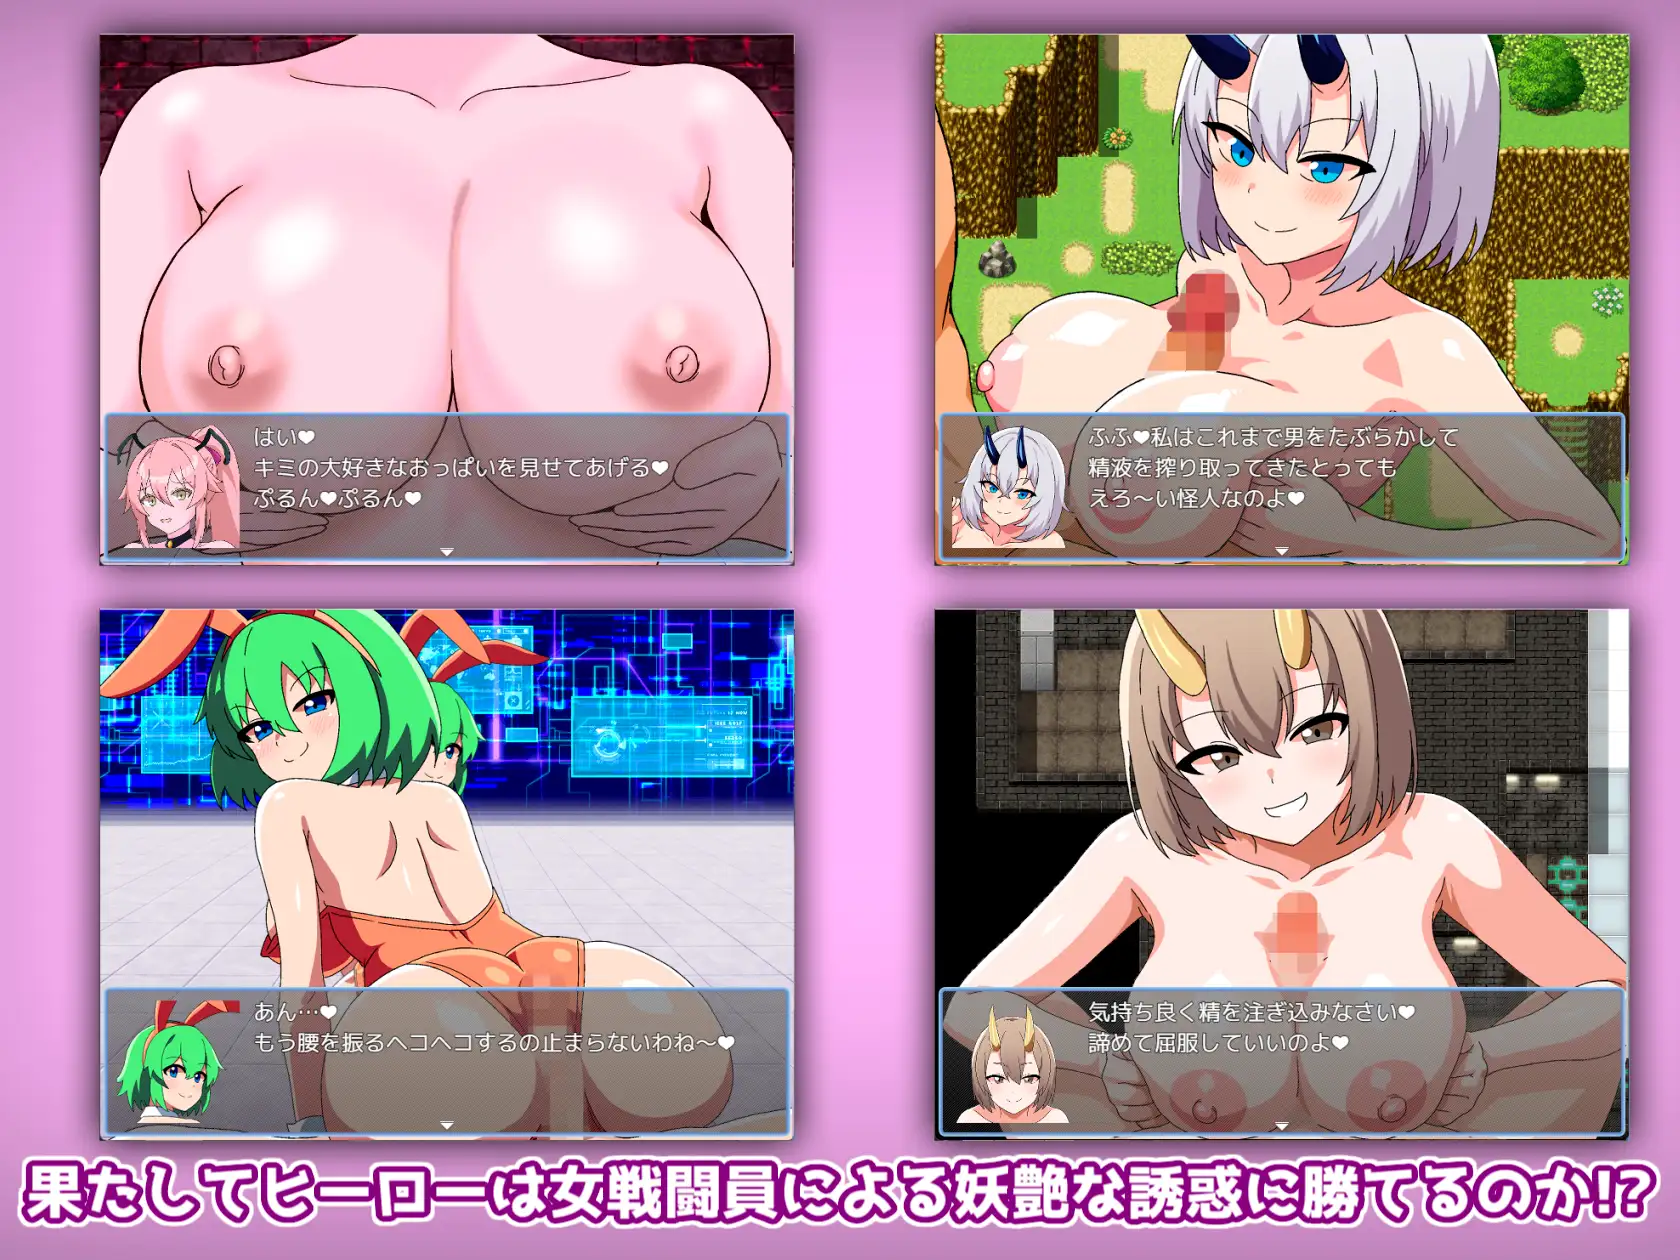 はい♥
キミの大好きなおっぱいを見せてあげる♥
ぷるん♥ぷるん♥
ふふ♥私はこれまで男をたぶらかして
精液を搾り取ってきたとっても
えろ〜い怪人なのよ♥
あん…♥
もう腰を振るヘコヘコするの止まらないわね〜♥
気持ち良く精を注ぎ込みなさい♥
諦めて屈服していいのよ♥
果たしてヒーローは女戦闘員による妖艶な誘惑に勝てるのか!?